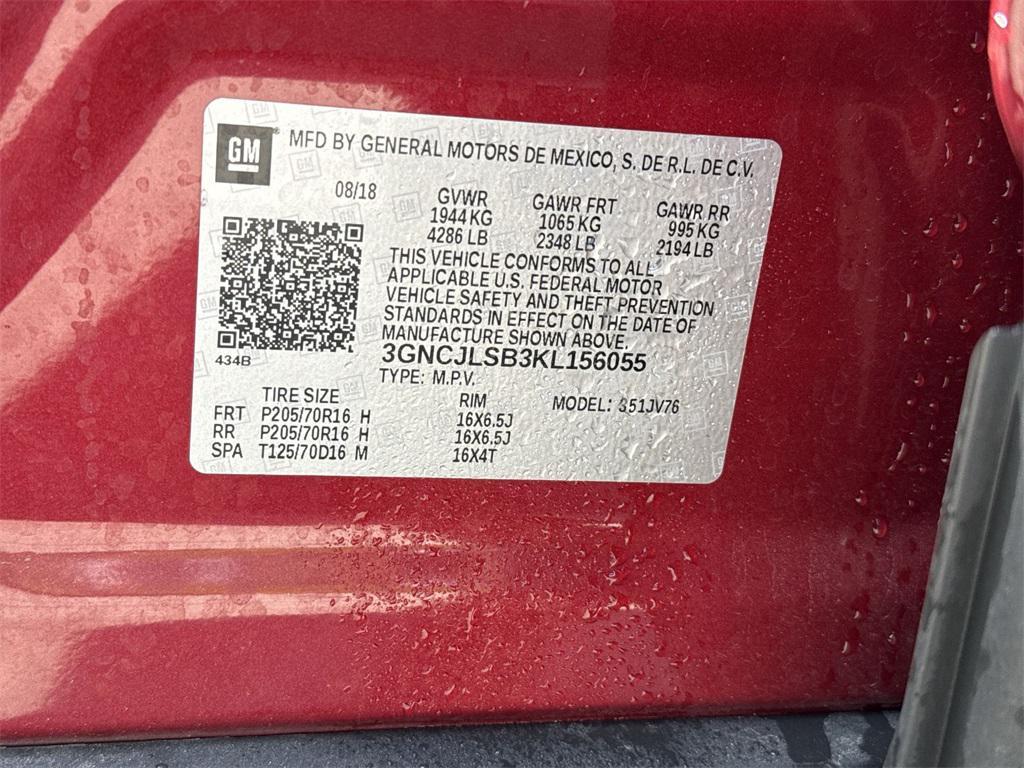 GM
MFD BY GENERAL MOTORS DE MEXICO, S. DE R.L. DE C.V.
08/18 GVWR GAWR FRT GAWR RR
1944 KG 1065 KG 995 KG
4286 LB 2348 LB 2194 LB
THIS VEHICLE CONFORMS TO ALL
APPLICABLE U.S. FEDERAL MOTOR
VEHICLE SAFETY AND THEFT PREVENTION
STANDARDS IN EFFECT ON THE DATE OF
MANUFACTURE SHOWN ABOVE.
434B 3GNCJLSB3KL156055
TYPE: M.P.V.
TIRE SIZE RIM MODEL: 351JV76
FRT P205/70R16 H 16X6.5J
RR P205/70R16 H 16X6.5J
SPA T125/70D16 M 16X4T